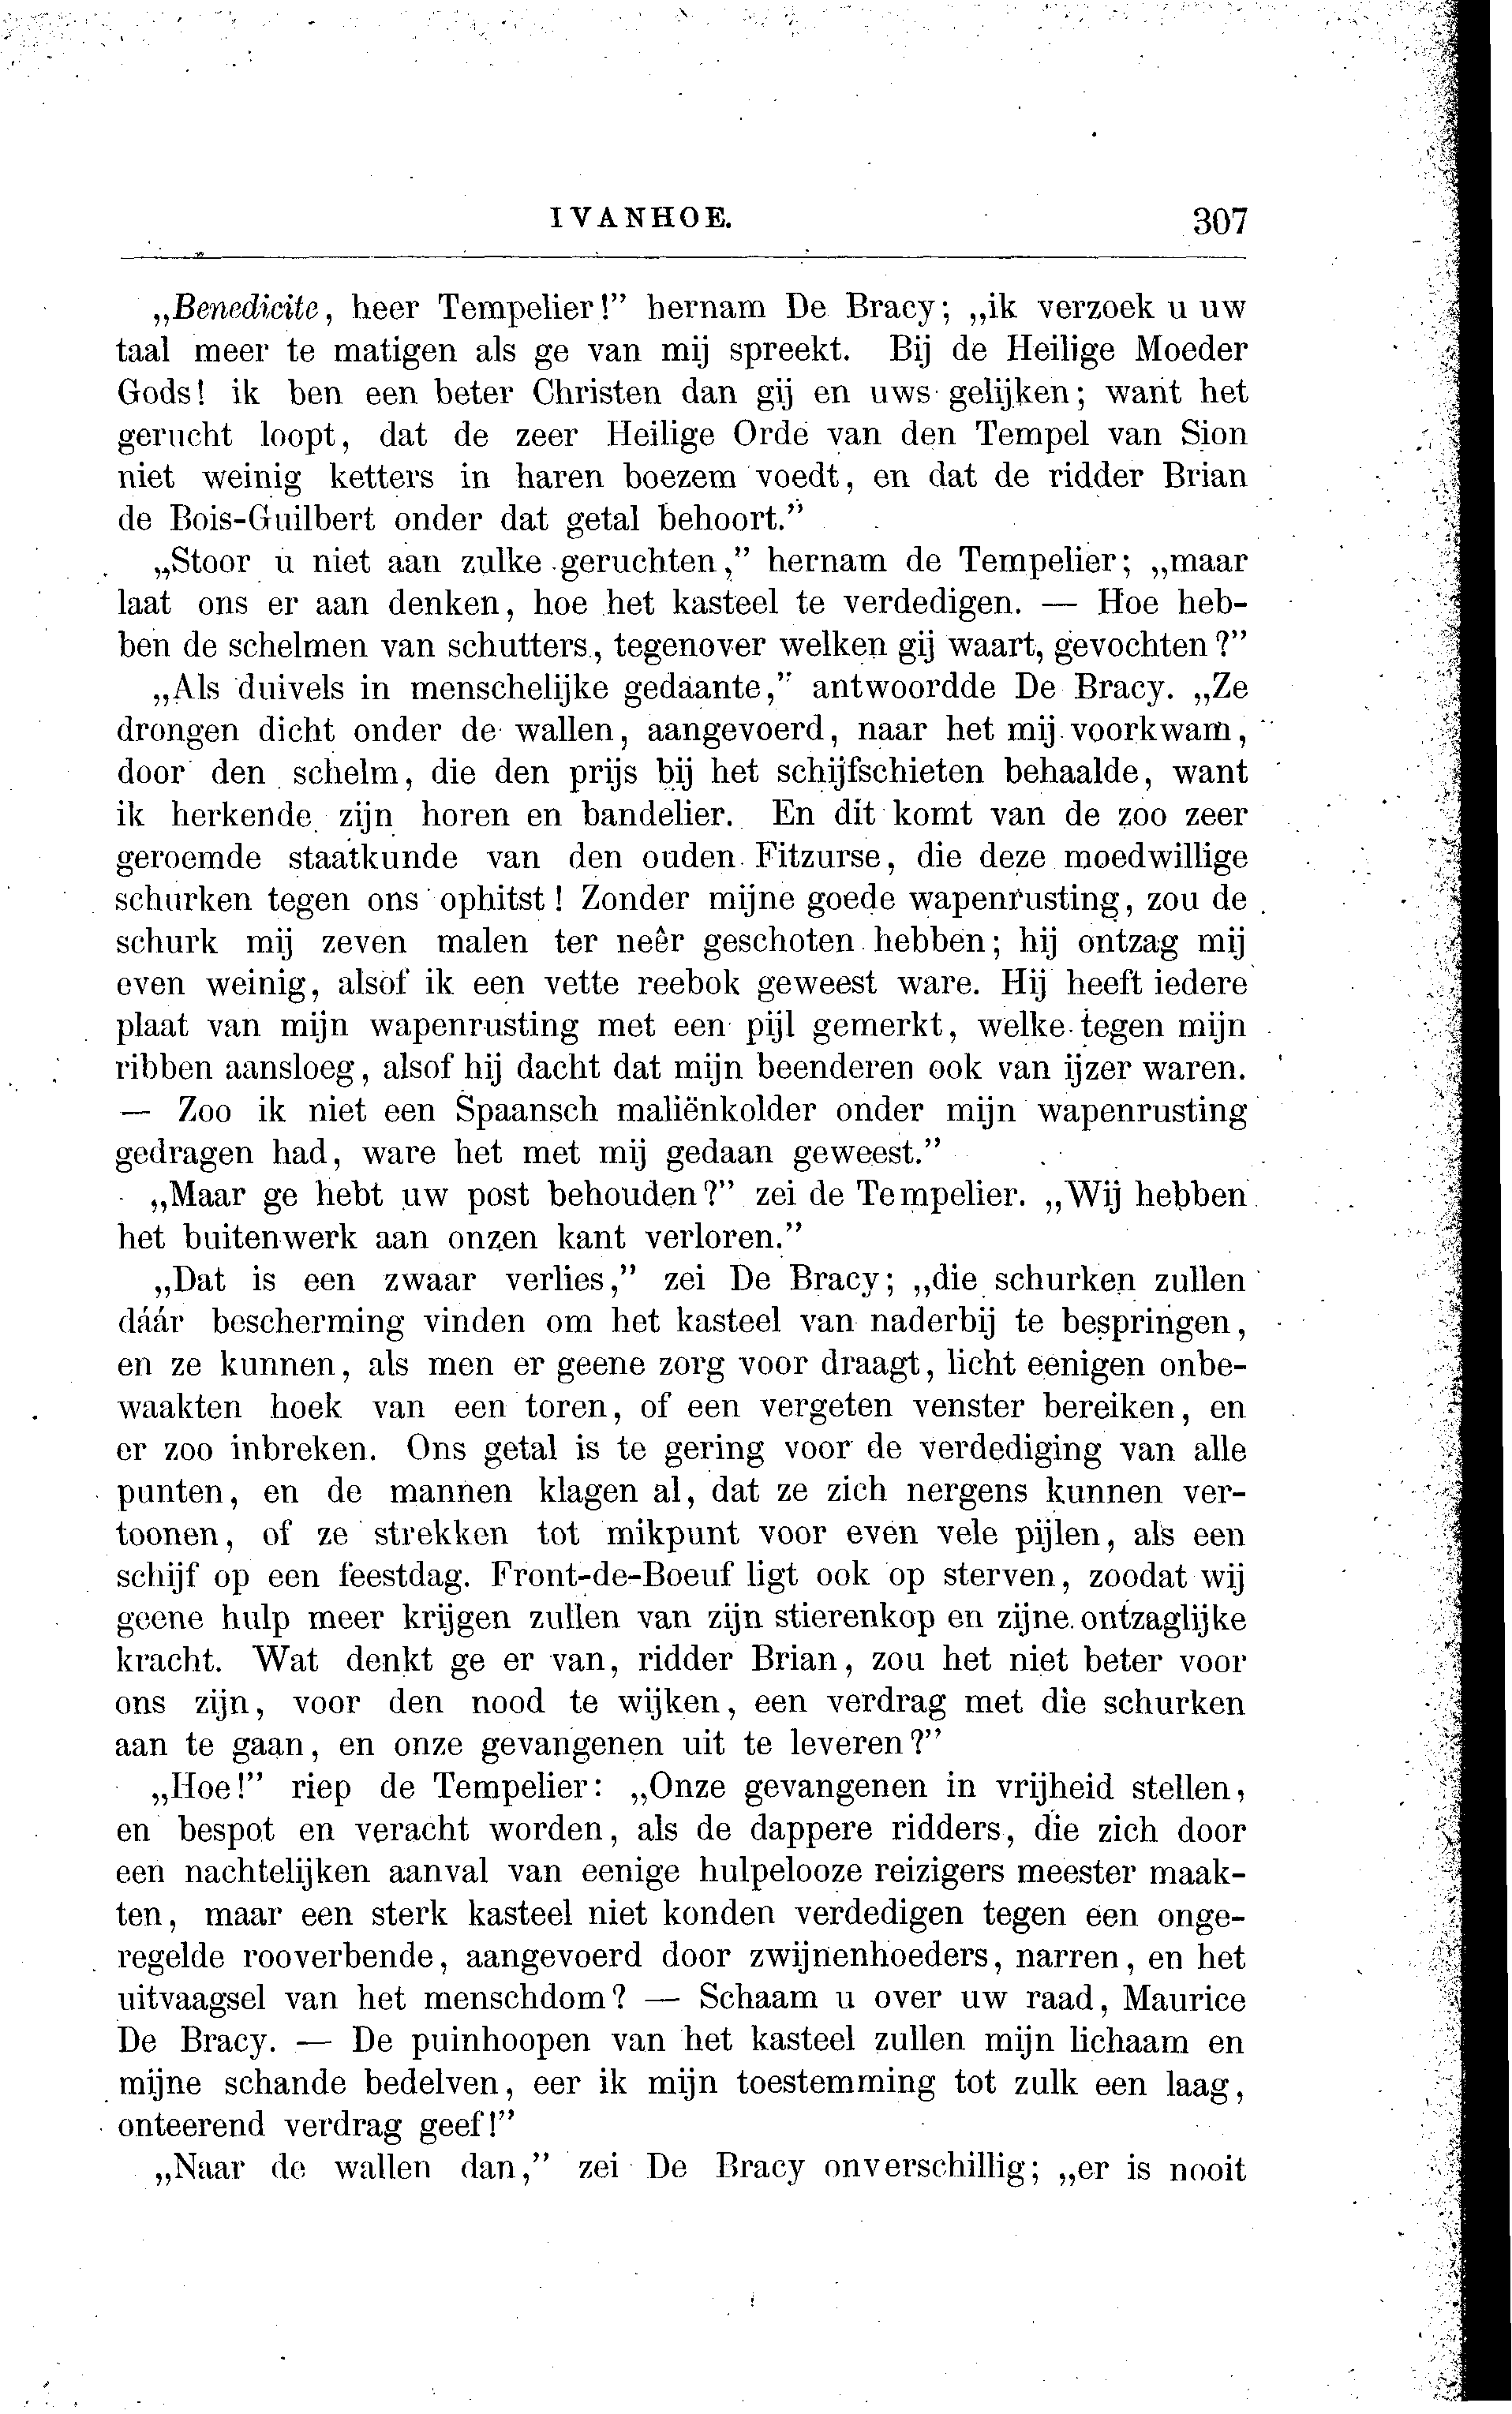 IVANHOE. 307
„Benedicite, heer Tempelier!” hernam De Bracy; „ik verzoek u uw
taal meer te matigen als ge van mij spreekt. Bij de Heilige Moeder
Gods! ik ben een beter Christen dan gij en uws gelijken; want het
gerucht loopt, dat de zeer Heilige Orde van den Tempel van Sion
niet weinig ketters in haren boezem voedt, en dat de ridder Brian
de Bois-Guilbert onder dat getal behoort.”
„Stoor u niet aan zulke geruchten,” hernam de Tempelier; „maar
laat ons er aan denken, hoe het kasteel te verdedigen. — Hoe heb-
ben de schelmen van schutters, tegenover welken gij waart, gevochten?”
„Als duivels in menschelijke gedaante,” antwoordde De Bracy. „Ze
drongen dicht onder de wallen, aangevoerd, naar het mij voorkwam,
door den schelm, die den prijs bij het schijfschieten behaalde, want
ik herkende zijn horen en bandelier. En dit komt van de zoo zeer
geroemde staatkunde van den ouden Fitzurse, die deze moedwillige
schurken tegen ons ophitst! Zonder mijne goede wapenrusting, zou de
schurk mij zeven malen ter neêr geschoten hebben; hij ontzag mij
even weinig, alsof ik een vette reebok geweest ware. Hij heeft iedere
plaat van mijn wapenrusting met een pijl gemerkt, welke tegen mijn
ribben aansloeg, alsof hij dacht dat mijn beenderen ook van ijzer waren.
— Zoo ik niet een Spaansch maliënkolder onder mijn wapenrusting
gedragen had, ware het met mij gedaan geweest.”
„Maar ge hebt uw post behouden?” zei de Tempelier. „Wij hebben
het buitenwerk aan onzen kant verloren.”
„Dat is een zwaar verlies,” zei De Bracy; „die schurken zullen
dáár bescherming vinden om het kasteel van naderbij te bespringen,
en ze kunnen, als men er geene zorg voor draagt, licht eenigen onbe-
waakten hoek van een toren, of een vergeten venster bereiken, en
er zoo inbreken. Ons getal is te gering voor de verdediging van alle
punten, en de mannen klagen al, dat ze zich nergens kunnen ver-
toonen, of ze strekken tot mikpunt voor even vele pijlen, als een
schijf op een feestdag. Front-de-Boeuf ligt ook op sterven, zoodat wij
geene hulp meer krijgen zullen van zijn stierenkop en zijne ontzaglijke
kracht. Wat denkt ge er van, ridder Brian, zou het niet beter voor
ons zijn, voor den nood te wijken, een verdrag met die schurken
aan te gaan, en onze gevangenen uit te leveren?”
„Hoe!” riep de Tempelier: „Onze gevangenen in vrijheid stellen,
en bespot en veracht worden, als de dappere ridders, die zich door
een nachtelijken aanval van eenige hulpelooze reizigers meester maak-
ten, maar een sterk kasteel niet konden verdedigen tegen een onge-
regelde rooverbende, aangevoerd door zwijnenhoeders, narren, en het
uitvaagsel van het menschdom? — Schaam u over uw raad, Maurice
De Bracy. — De puinhoopen van het kasteel zullen mijn lichaam en
mijne schande bedelven, eer ik mijn toestemming tot zulk een laag,
onteerend verdrag geef!”
„Naar de wallen dan,” zei De Bracy onverschillig; „er is nooit